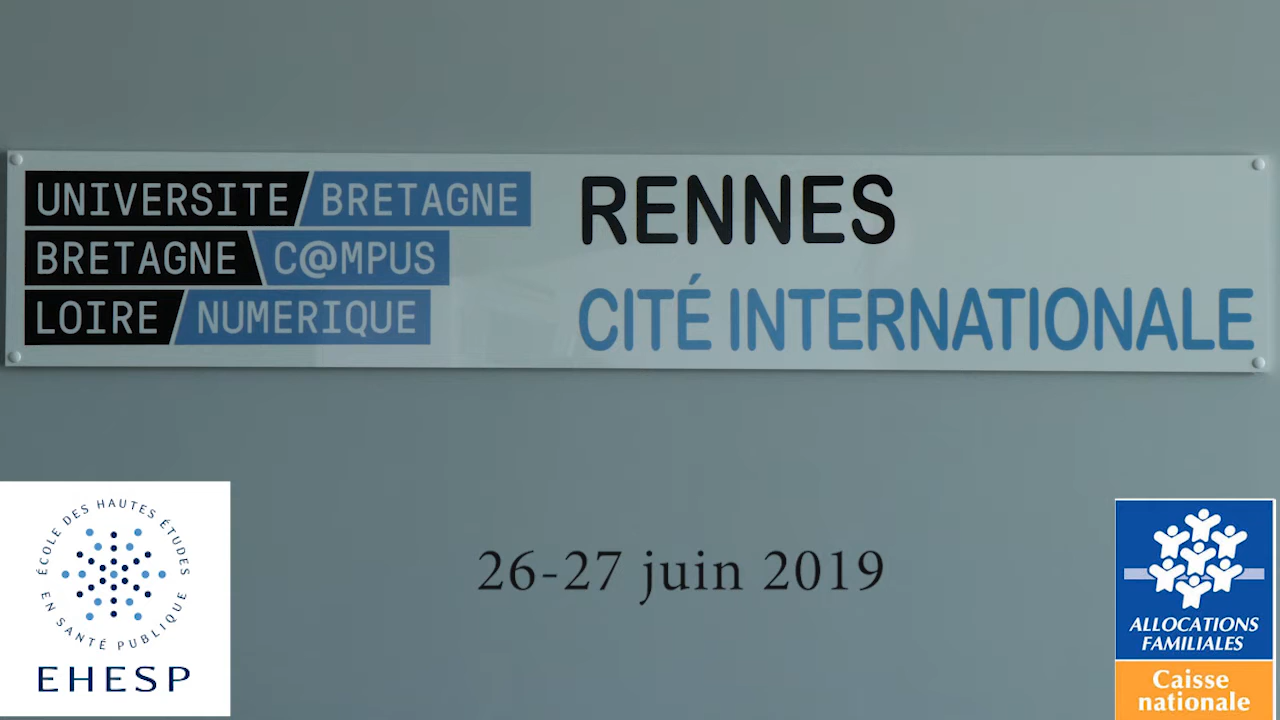 UNIVERSITE BRETAGNE
BRETAGNE C@MPUS
LOIRE NUMERIQUE
RENNES
CITÉ INTERNATIONALE
26-27 juin 2019
ÉCOLE DES HAUTES ÉTUDES
EN SANTÉ PUBLIQUE
EHESP
ALLOCATIONS
FAMILIALES
Caisse
nationale